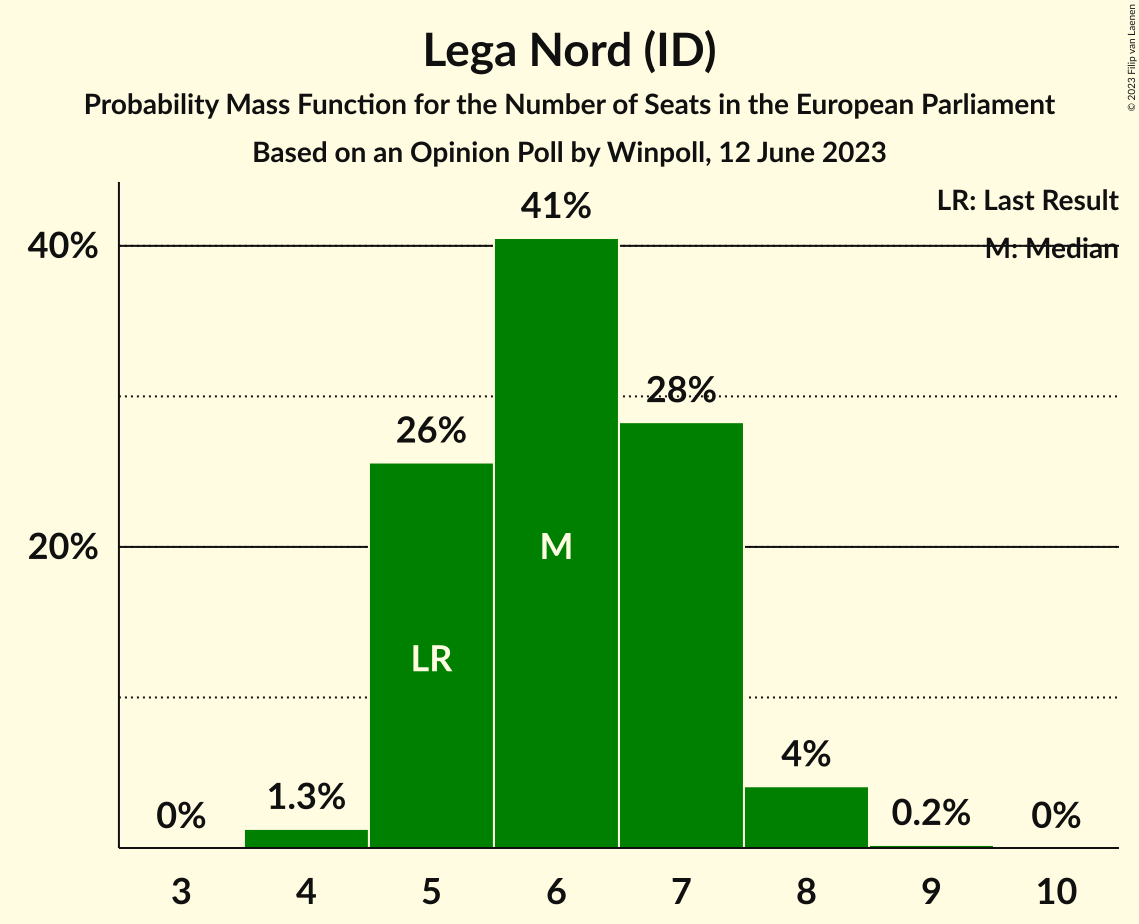 Lega Nord (ID)
Probability Mass Function for the Number of Seats in the European Parliament
Based on an Opinion Poll by Winpoll, 12 June 2023
© 2023 Filip van Laenen
LR: Last Result
M: Median
40%
20%
0%
1.3%
26%
41%
28%
4%
0.2%
0%
LR
M
3 4 5 6 7 8 9 10